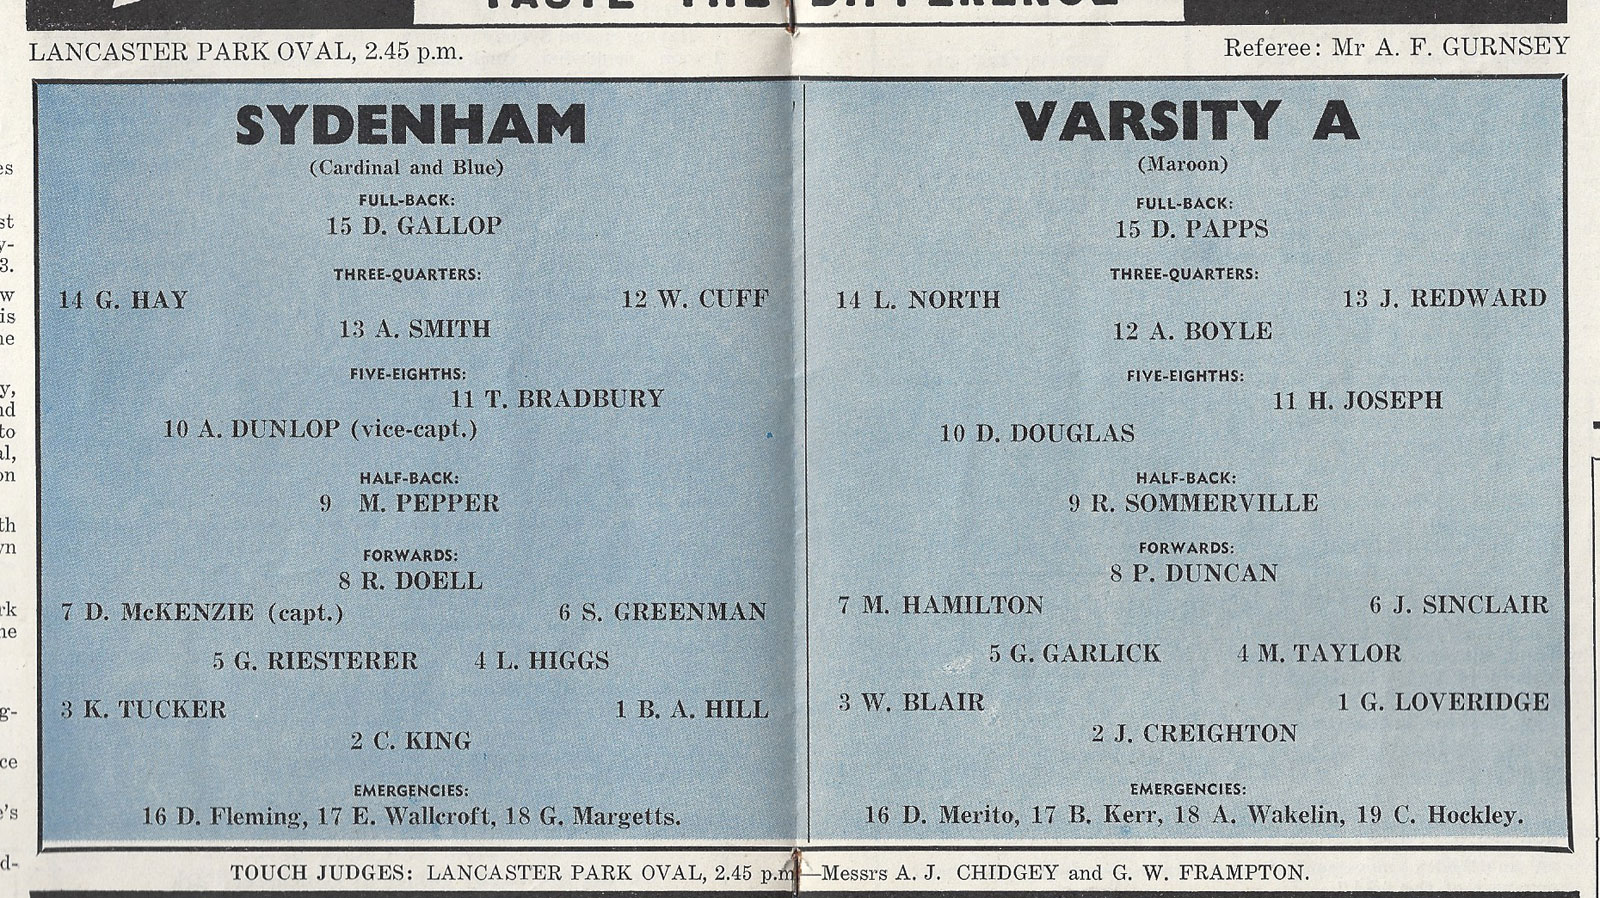 TASTE THE DIFFERENCE
LANCASTER PARK OVAL, 2.45 p.m.
Referee: Mr A. F. GURNSEY
SYDENHAM
(Cardinal and Blue)
FULL-BACK:
15 D. GALLOP
THREE-QUARTERS:
14 G. HAY
12 W. CUFF
13 A. SMITH
FIVE-EIGHTHS:
11 T. BRADBURY
10 A. DUNLOP (vice-capt.)
HALF-BACK:
9 M. PEPPER
FORWARDS:
8 R. DOELL
7 D. McKENZIE (capt.)
6 S. GREENMAN
5 G. RIESTERER
4 L. HIGGS
3 K. TUCKER
1 B. A. HILL
2 C. KING
EMERGENCIES:
16 D. Fleming, 17 E. Wallcroft, 18 G. Margetts.
VARSITY A
(Maroon)
FULL-BACK:
15 D. PAPPS
THREE-QUARTERS:
14 L. NORTH
13 J. REDWARD
12 A. BOYLE
FIVE-EIGHTHS:
11 H. JOSEPH
10 D. DOUGLAS
HALF-BACK:
9 R. SOMMERVILLE
FORWARDS:
8 P. DUNCAN
7 M. HAMILTON
6 J. SINCLAIR
5 G. GARLICK
4 M. TAYLOR
3 W. BLAIR
1 G. LOVERIDGE
2 J. CREIGHTON
EMERGENCIES:
16 D. Merito, 17 B. Kerr, 18 A. Wakelin, 19 C. Hockley.
TOUCH JUDGES: LANCASTER PARK OVAL, 2.45 p.m.—Messrs A. J. CHIDGEY and G. W. FRAMPTON.